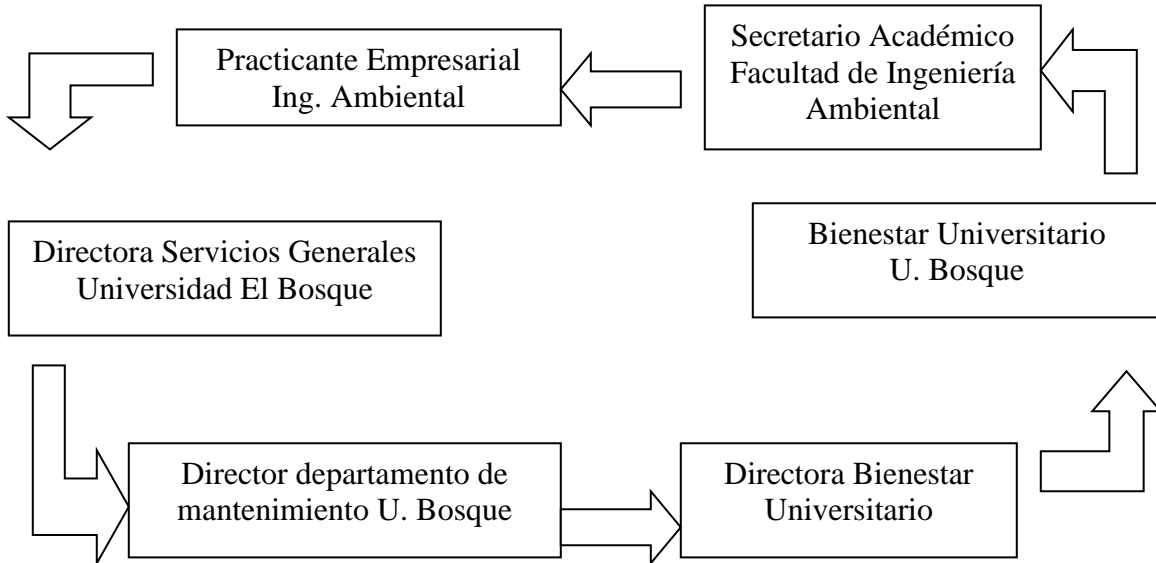 Practicante Empresarial
Ing. Ambiental
Secretario Académico
Facultad de Ingeniería
Ambiental
Directora Servicios Generales
Universidad El Bosque
Bienestar Universitario
U. Bosque
Director departamento de
mantenimiento U. Bosque
Directora Bienestar
Universitario